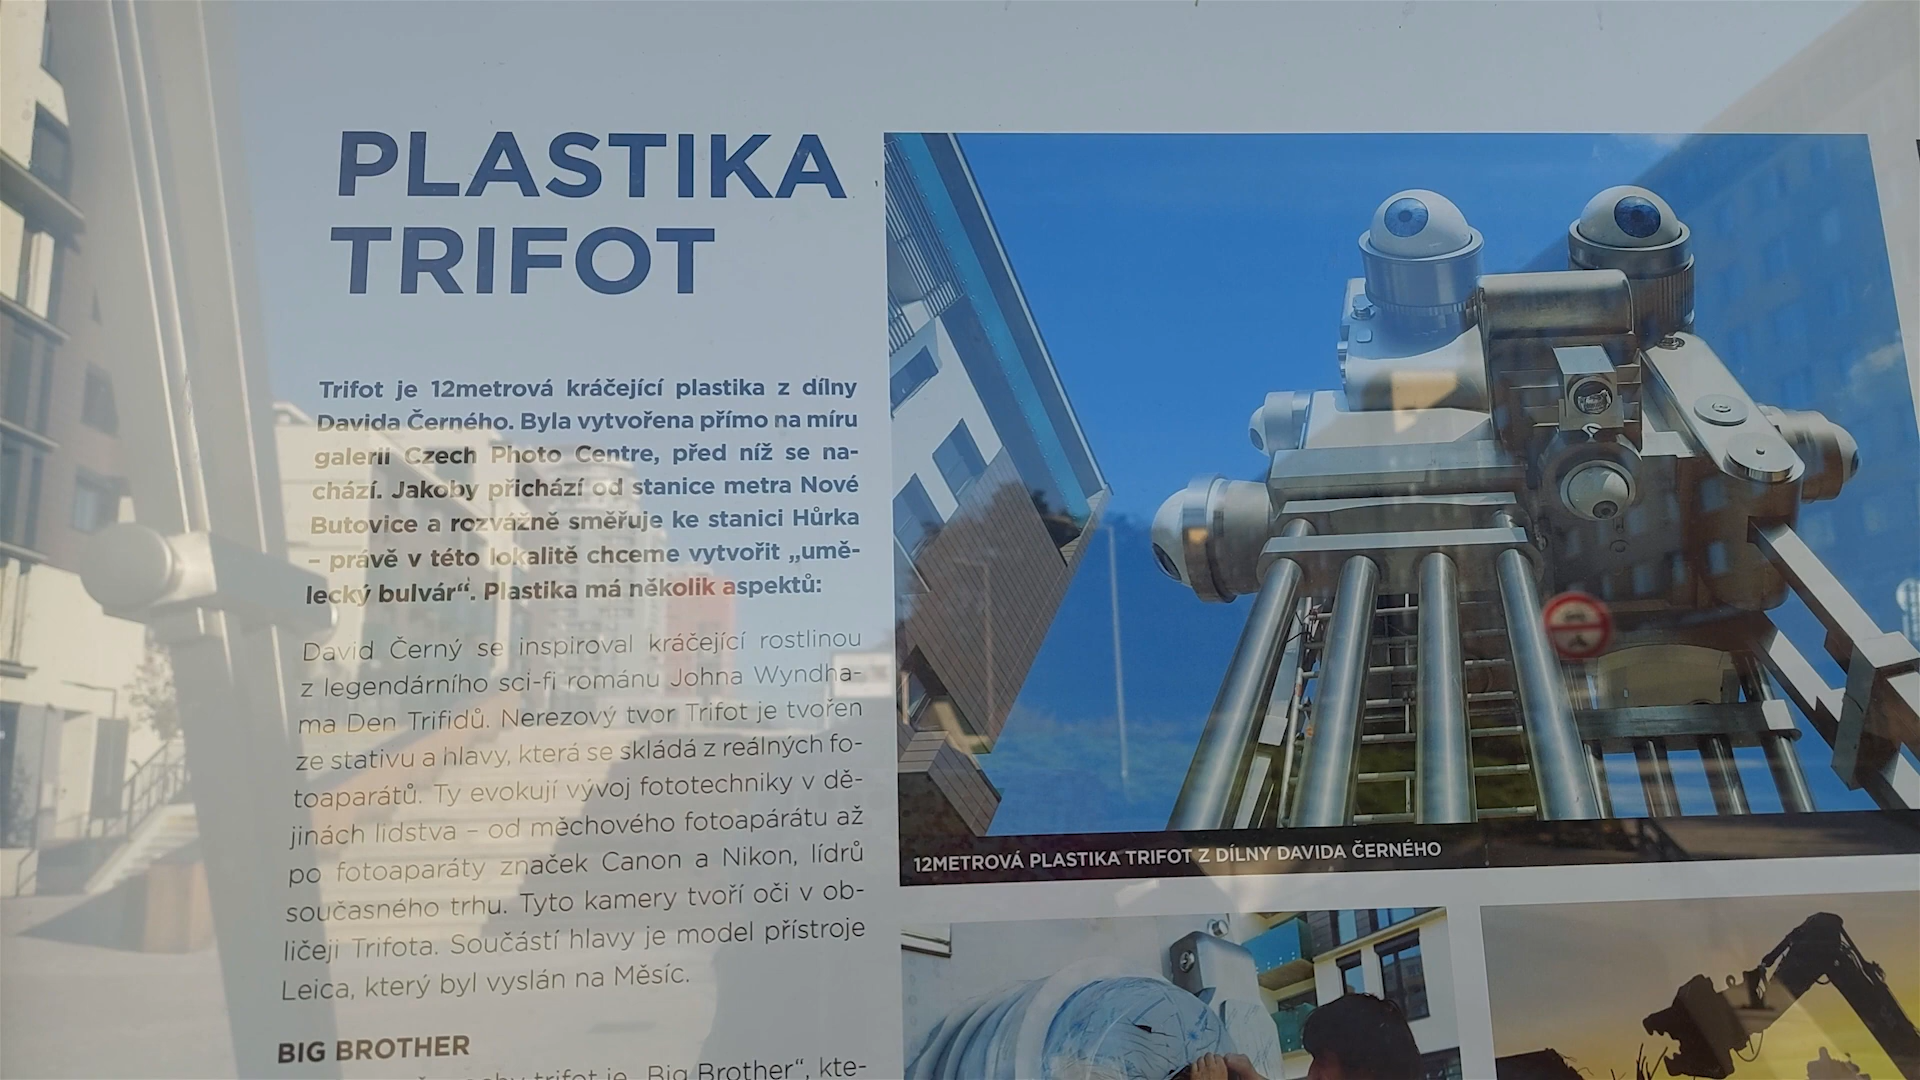 PLASTIKA
TRIFOT
Trifot je 12metrová kráčející plastika z dílny
Davida Černého. Byla vytvořena přímo na míru
galerii Czech Photo Centre, před níž se na-
chází. Jakoby přichází od stanice metra Nové
Butovice a rozvážně směřuje ke stanici Hůrka
– právě v této lokalitě chceme vytvořit „umě-
lecký bulvár“. Plastika má několik aspektů:
David Černý se inspiroval kráčející rostlinou
z legendárního sci-fi románu Johna Wyndha-
ma Den Trifidů. Nerezový tvor Trifot je tvořen
ze stativu a hlavy, která se skládá z reálných fo-
toaparátů. Ty evokují vývoj fototechniky v dě-
jinách lidstva – od měchového fotoapárátu až
po fotoaparáty značek Canon a Nikon, lídrů
současného trhu. Tyto kamery tvoří oči v ob-
ličeji Trifota. Součástí hlavy je model přístroje
Leica, který byl vyslán na Měsíc.
BIG BROTHER
trifot je „Big Brother“, kte-
12METROVÁ PLASTIKA TRIFOT Z DÍLNY DAVIDA ČERNÉHO